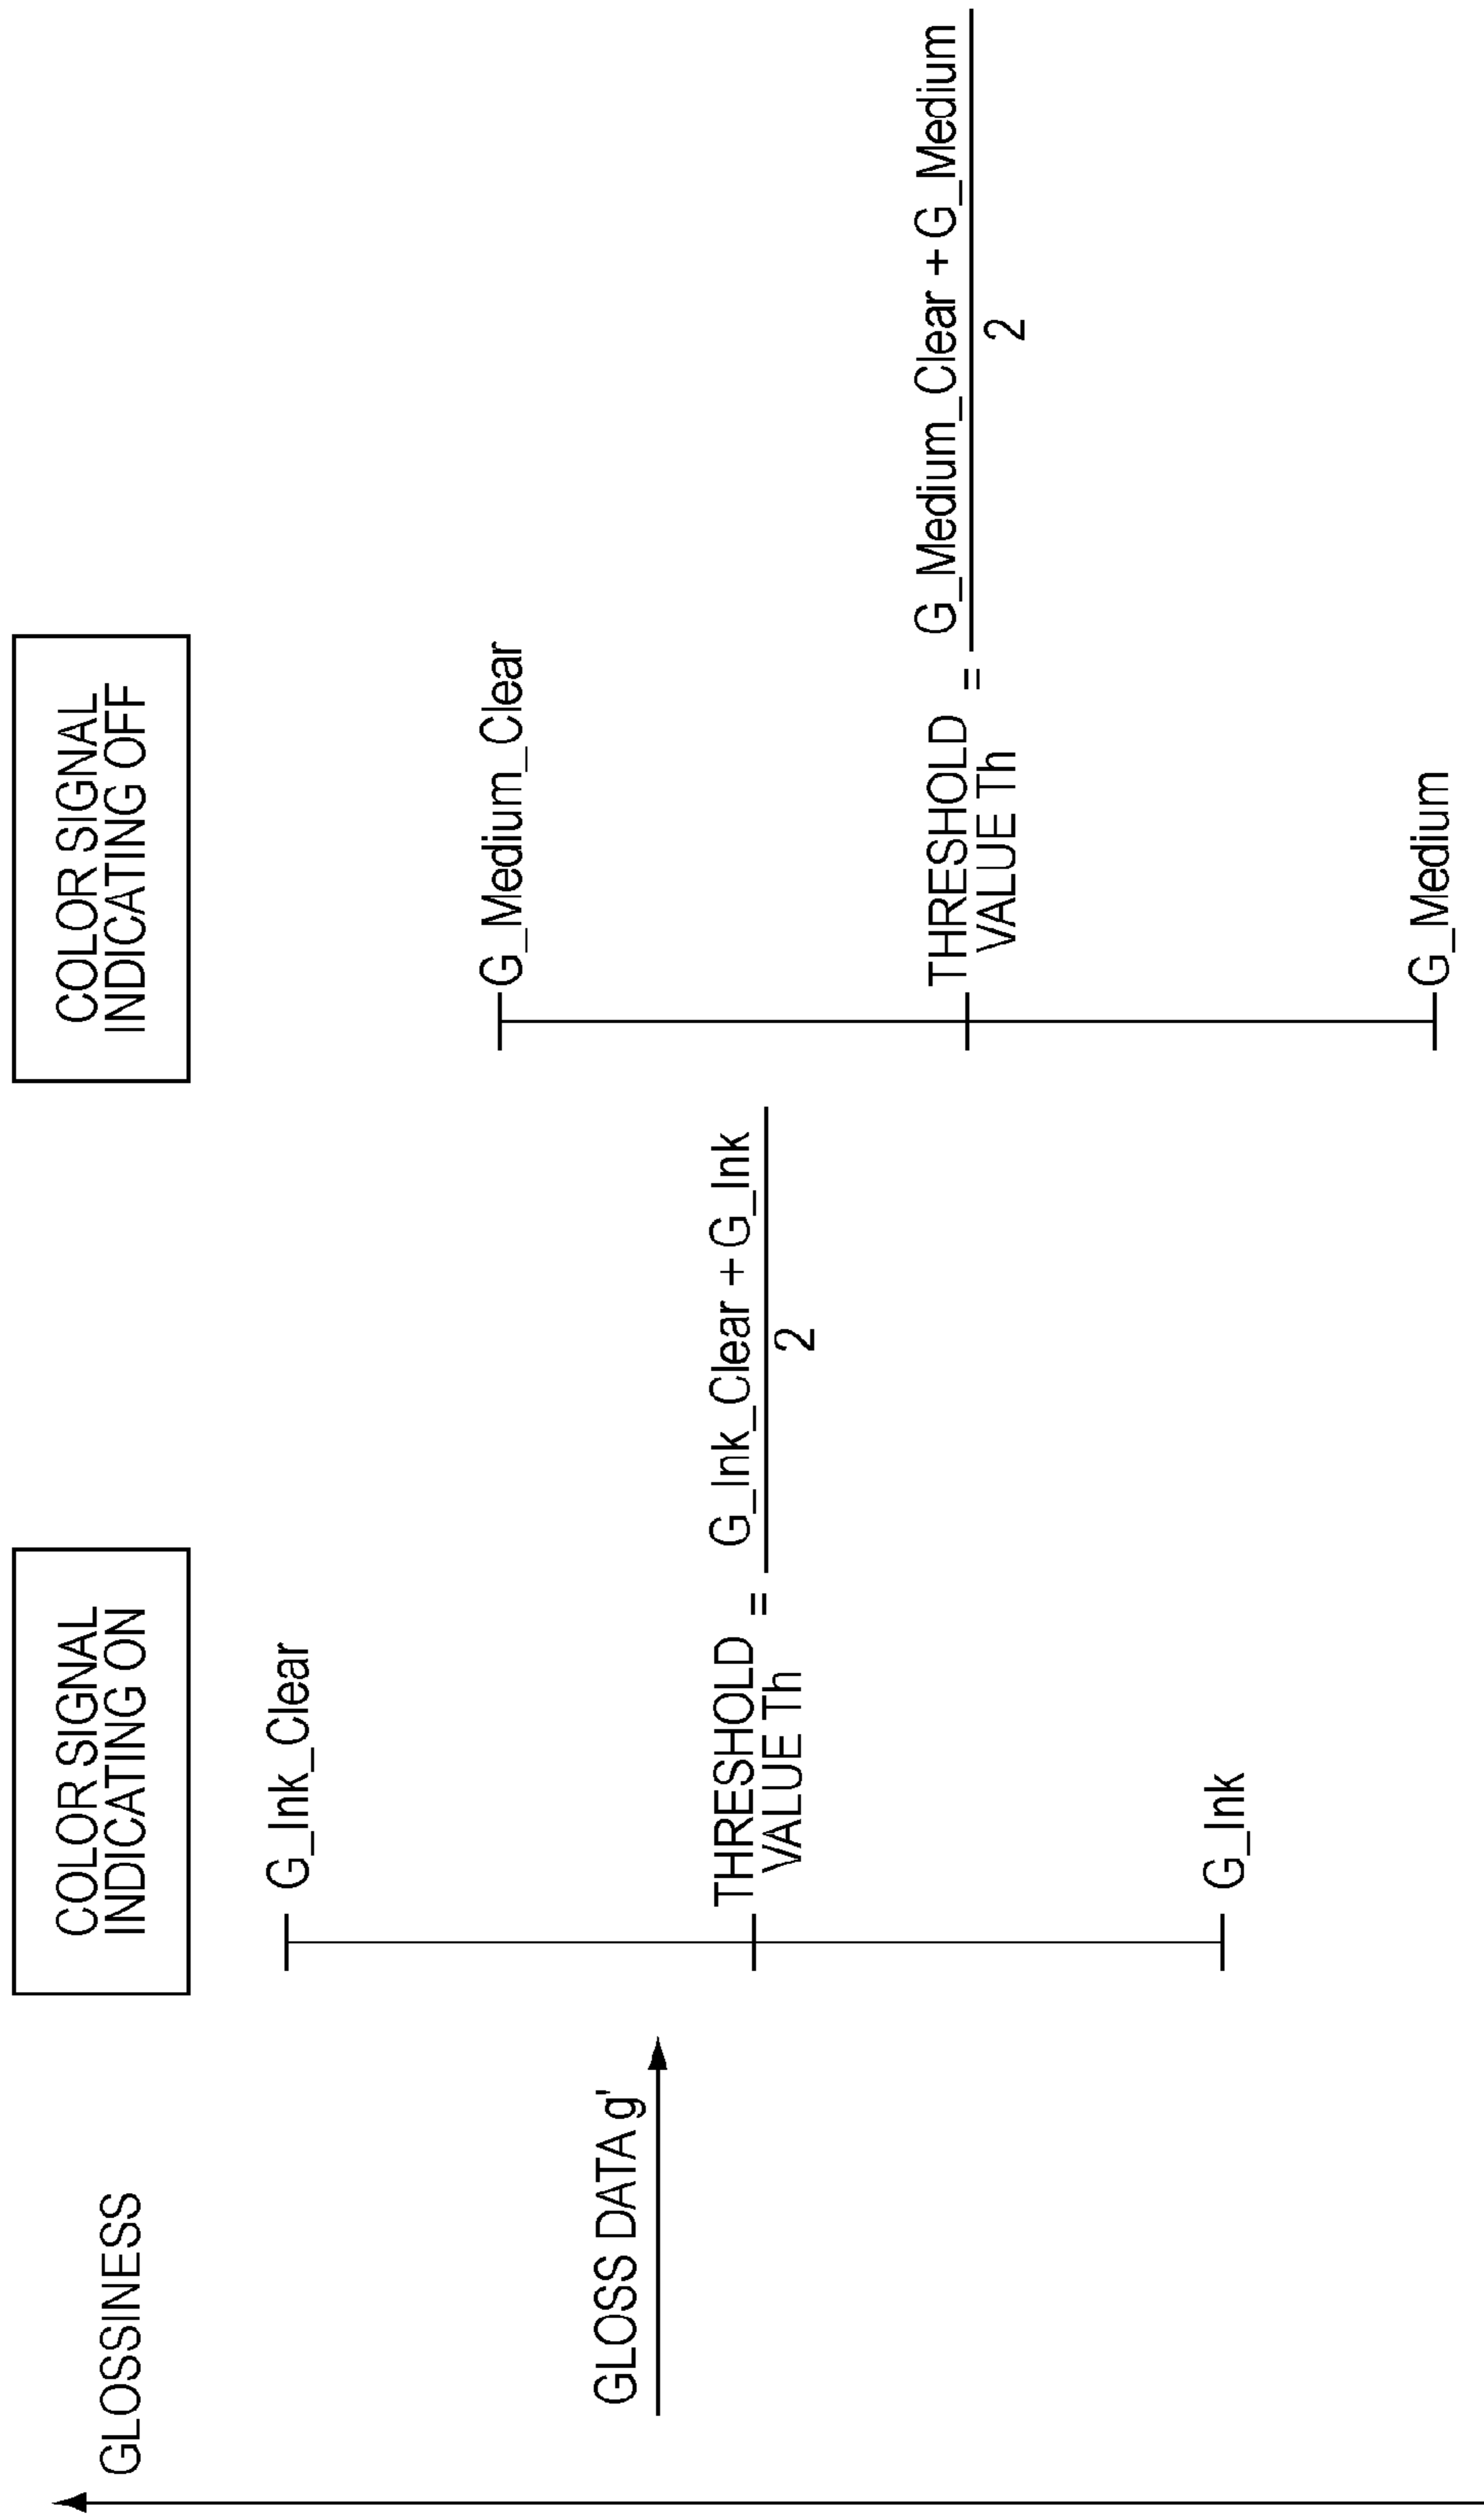 GLOSSINESS
GLOSS DATA g'
COLOR SIGNAL
INDICATING ON
G_Ink_Clear
THRESHOLD
VALUE Th
=
G_Ink_Clear + G_Ink
2
G_Ink
COLOR SIGNAL
INDICATING OFF
G_Medium_Clear
THRESHOLD
VALUE Th
=
G_Medium_Clear + G_Medium
2
G_Medium